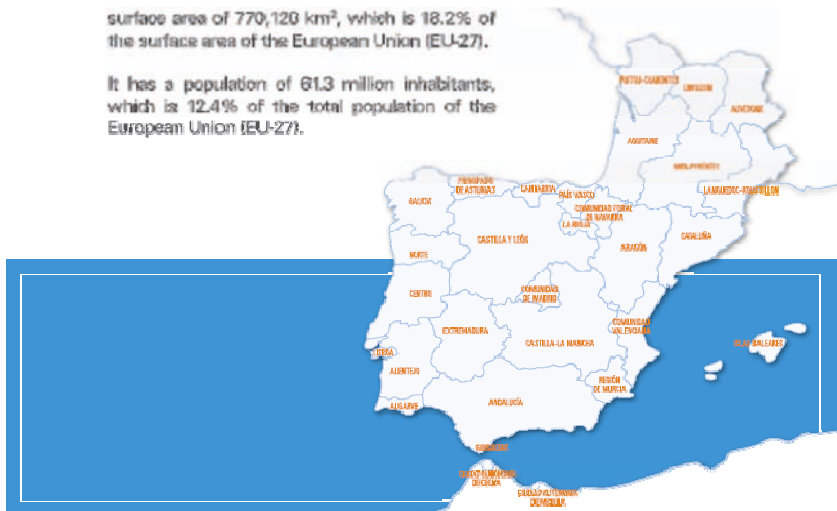 surface area of 770,120 km², which is 18.2% of
the surface area of the European Union (EU-27).
It has a population of 61.3 million inhabitants,
which is 12.4% of the total population of the
European Union (EU-27).
POITOU-CHARENTES
LIMOUSIN
AUVERGNE
AQUITAINE
MIDI-PYRÉNÉES
LANGUEDOC-ROUSSILLON
PRINCIPADO
DE ASTURIAS
CANTABRIA
PAÍS VASCO
GALICIA
COMUNIDAD FORAL
DE NAVARRA
LA RIOJA
CASTILLA Y LEÓN
ARAGÓN
CATALUÑA
NORTE
CENTRO
COMUNIDAD
DE MADRID
EXTREMADURA
COMUNIDAD
VALENCIANA
CASTILLA-LA MANCHA
ISLAS BALEARES
LISBOA
ALENTEJO
REGIÓN
DE MURCIA
ANDALUCÍA
ALGARVE
GIBRALTAR
CIUDAD AUTÓNOMA
DE CEUTA
CIUDAD AUTÓNOMA
DE MELILLA